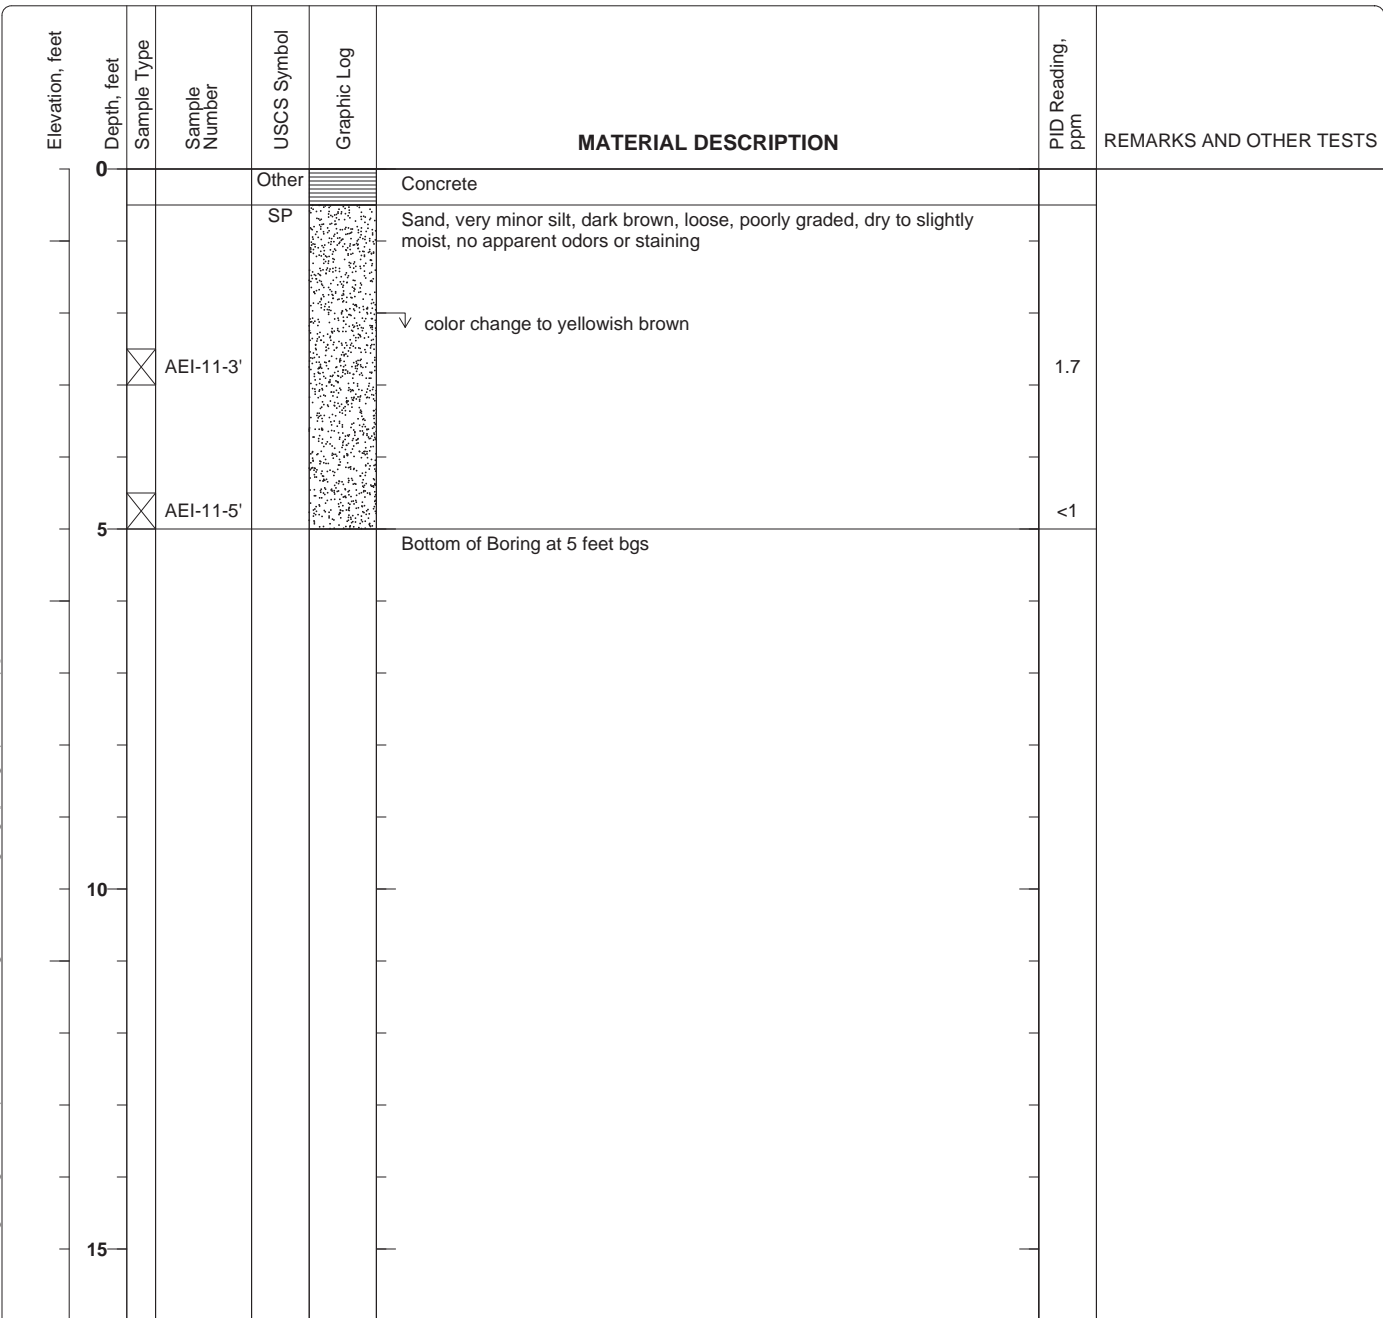 Elevation, feet
Depth, feet
Sample Type
Sample
Number
USCS Symbol
Graphic Log
MATERIAL DESCRIPTION
PID Reading,
ppm
REMARKS AND OTHER TESTS
0
Other
Concrete
SP
Sand, very minor silt, dark brown, loose, poorly graded, dry to slightly
moist, no apparent odors or staining
color change to yellowish brown
AEI-11-3'
1.7
AEI-11-5'
<1
5
Bottom of Boring at 5 feet bgs
10
15